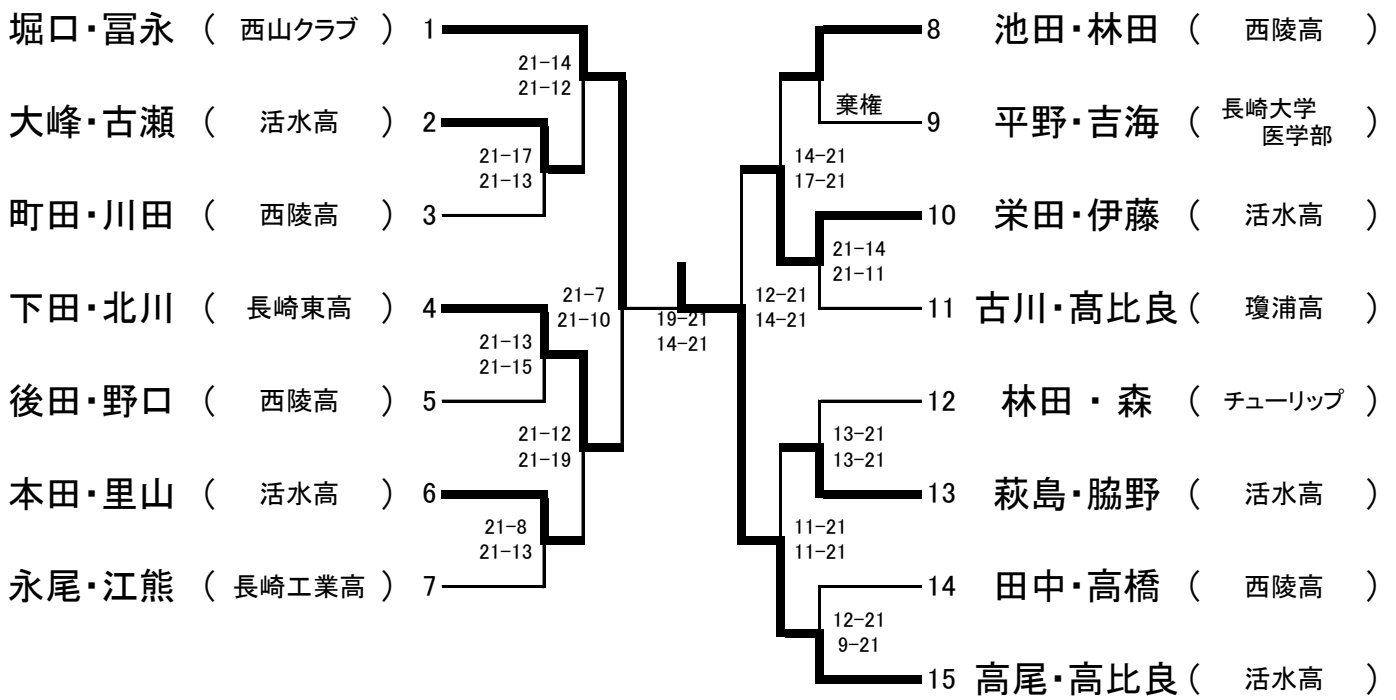 堀口・冨永 （ 西山クラブ ） 1
21-14
21-12
大峰・古瀬 （ 活水高 ） 2
21-17
21-13
町田・川田 （ 西陵高 ） 3
21-7
21-10
下田・北川 （ 長崎東高 ） 4
21-13
21-15
後田・野口 （ 西陵高 ） 5
21-12
21-19
本田・里山 （ 活水高 ） 6
21-8
21-13
永尾・江熊 （ 長崎工業高 ） 7
19-21
14-21
8 池田・林田 （ 西陵高 ）
棄権
9 平野・吉海 （ 長崎大学
医学部 ）
14-21
17-21
10 栄田・伊藤 （ 活水高 ）
21-14
21-11
11 古川・髙比良 （ 瓊浦高 ）
12-21
14-21
12 林田 ・ 森 （ チューリップ ）
13-21
13-21
13 萩島・脇野 （ 活水高 ）
11-21
11-21
14 田中・高橋 （ 西陵高 ）
12-21
9-21
15 高尾・高比良 （ 活水高 ）